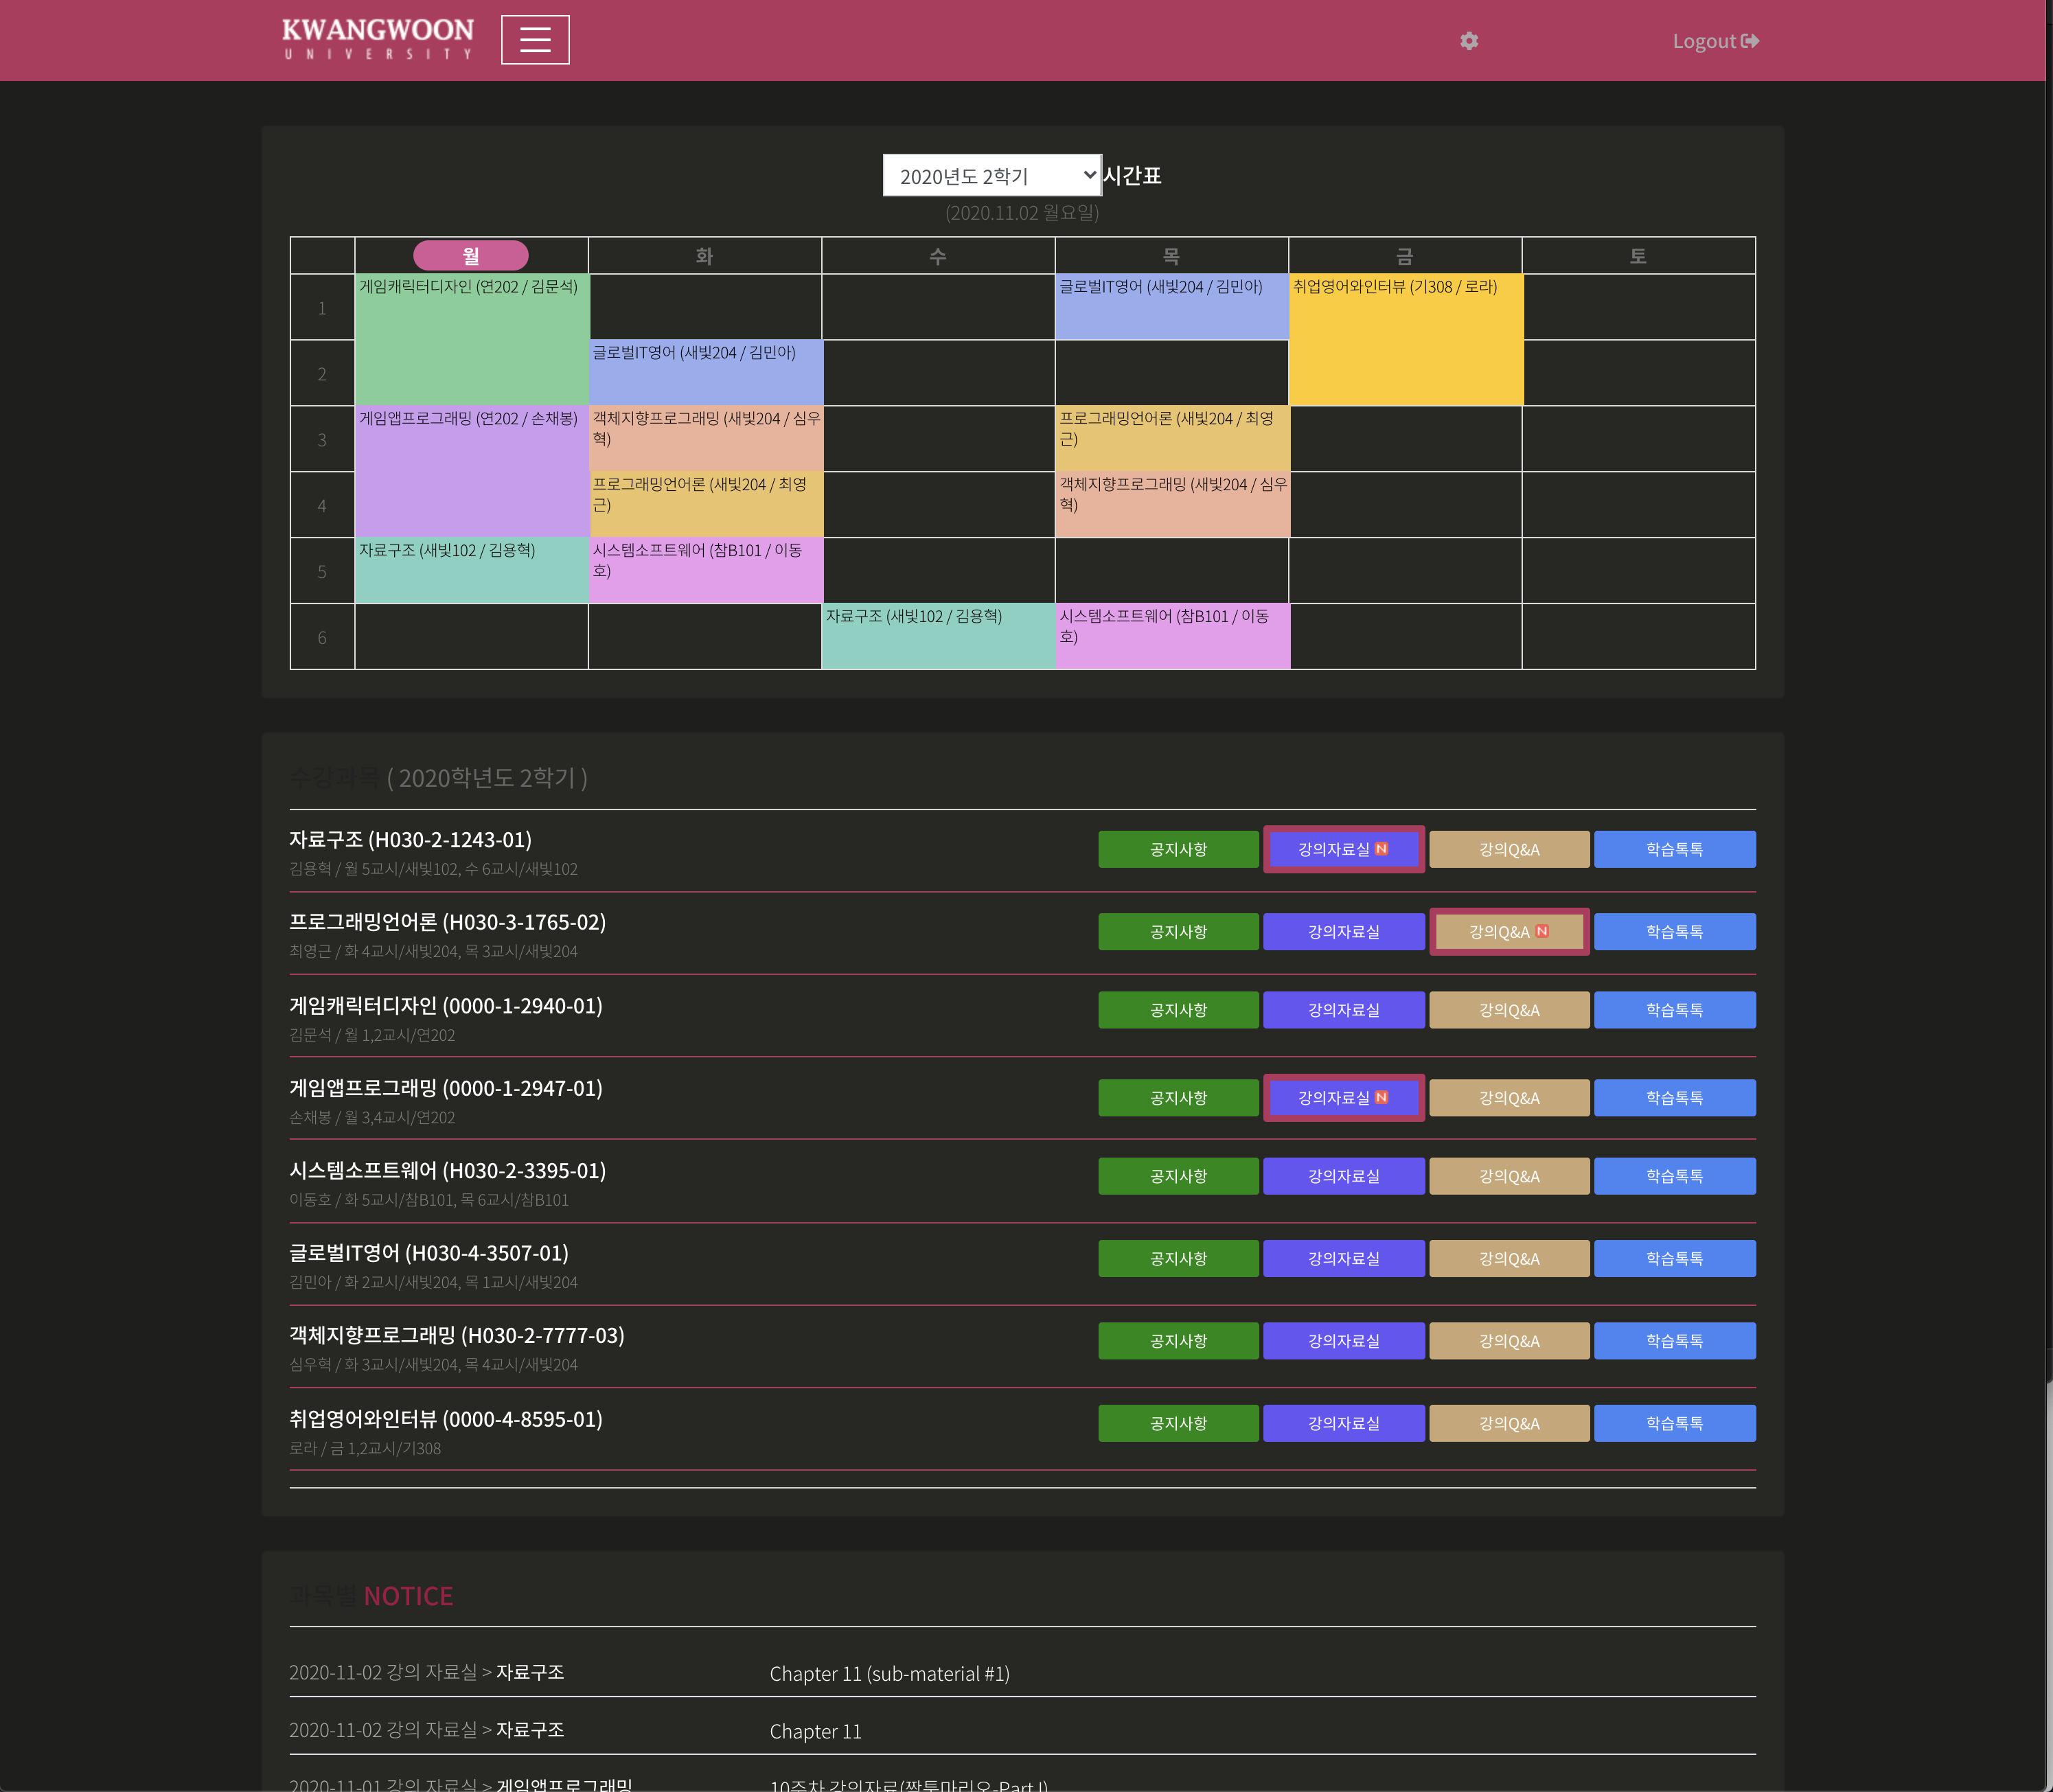 KWANGWOON
UNIVERSITY
Logout
2020년도 2학기 시간표
(2020.11.02 월요일)
월 화 수 목 금 토
1 게임캐릭터디자인 (연202 / 김문석) 글로벌IT영어 (새빛204 / 김민아) 취업영어와인터뷰 (기308 / 로라)
2 글로벌IT영어 (새빛204 / 김민아)
3 게임앱프로그래밍 (연202 / 손채봉) 객체지향프로그래밍 (새빛204 / 심우혁) 프로그래밍언어론 (새빛204 / 최영근)
4 프로그래밍언어론 (새빛204 / 최영근) 객체지향프로그래밍 (새빛204 / 심우혁)
5 자료구조 (새빛102 / 김용혁) 시스템소프트웨어 (참B101 / 이동호)
6 자료구조 (새빛102 / 김용혁) 시스템소프트웨어 (참B101 / 이동호)
수강과목 ( 2020학년도 2학기 )
자료구조 (H030-2-1243-01)
김용혁 / 월 5교시/새빛102, 수 6교시/새빛102
공지사항 강의자료실 N 강의Q&A 학습톡톡
프로그래밍언어론 (H030-3-1765-02)
최영근 / 화 4교시/새빛204, 목 3교시/새빛204
공지사항 강의자료실 강의Q&A N 학습톡톡
게임캐릭터디자인 (0000-1-2940-01)
김문석 / 월 1,2교시/연202
공지사항 강의자료실 강의Q&A 학습톡톡
게임앱프로그래밍 (0000-1-2947-01)
손채봉 / 월 3,4교시/연202
공지사항 강의자료실 N 강의Q&A 학습톡톡
시스템소프트웨어 (H030-2-3395-01)
이동호 / 화 5교시/참B101, 목 6교시/참B101
공지사항 강의자료실 강의Q&A 학습톡톡
글로벌IT영어 (H030-4-3507-01)
김민아 / 화 2교시/새빛204, 목 1교시/새빛204
공지사항 강의자료실 강의Q&A 학습톡톡
객체지향프로그래밍 (H030-2-7777-03)
심우혁 / 화 3교시/새빛204, 목 4교시/새빛204
공지사항 강의자료실 강의Q&A 학습톡톡
취업영어와인터뷰 (0000-4-8595-01)
로라 / 금 1,2교시/기308
공지사항 강의자료실 강의Q&A 학습톡톡
과목별 NOTICE
2020-11-02 강의 자료실 > 자료구조 Chapter 11 (sub-material #1)
2020-11-02 강의 자료실 > 자료구조 Chapter 11
2020-11-01 강의 자료실 > 게임앱프로그래밍 10주차 강의자료(짝퉁마리오-Part I)